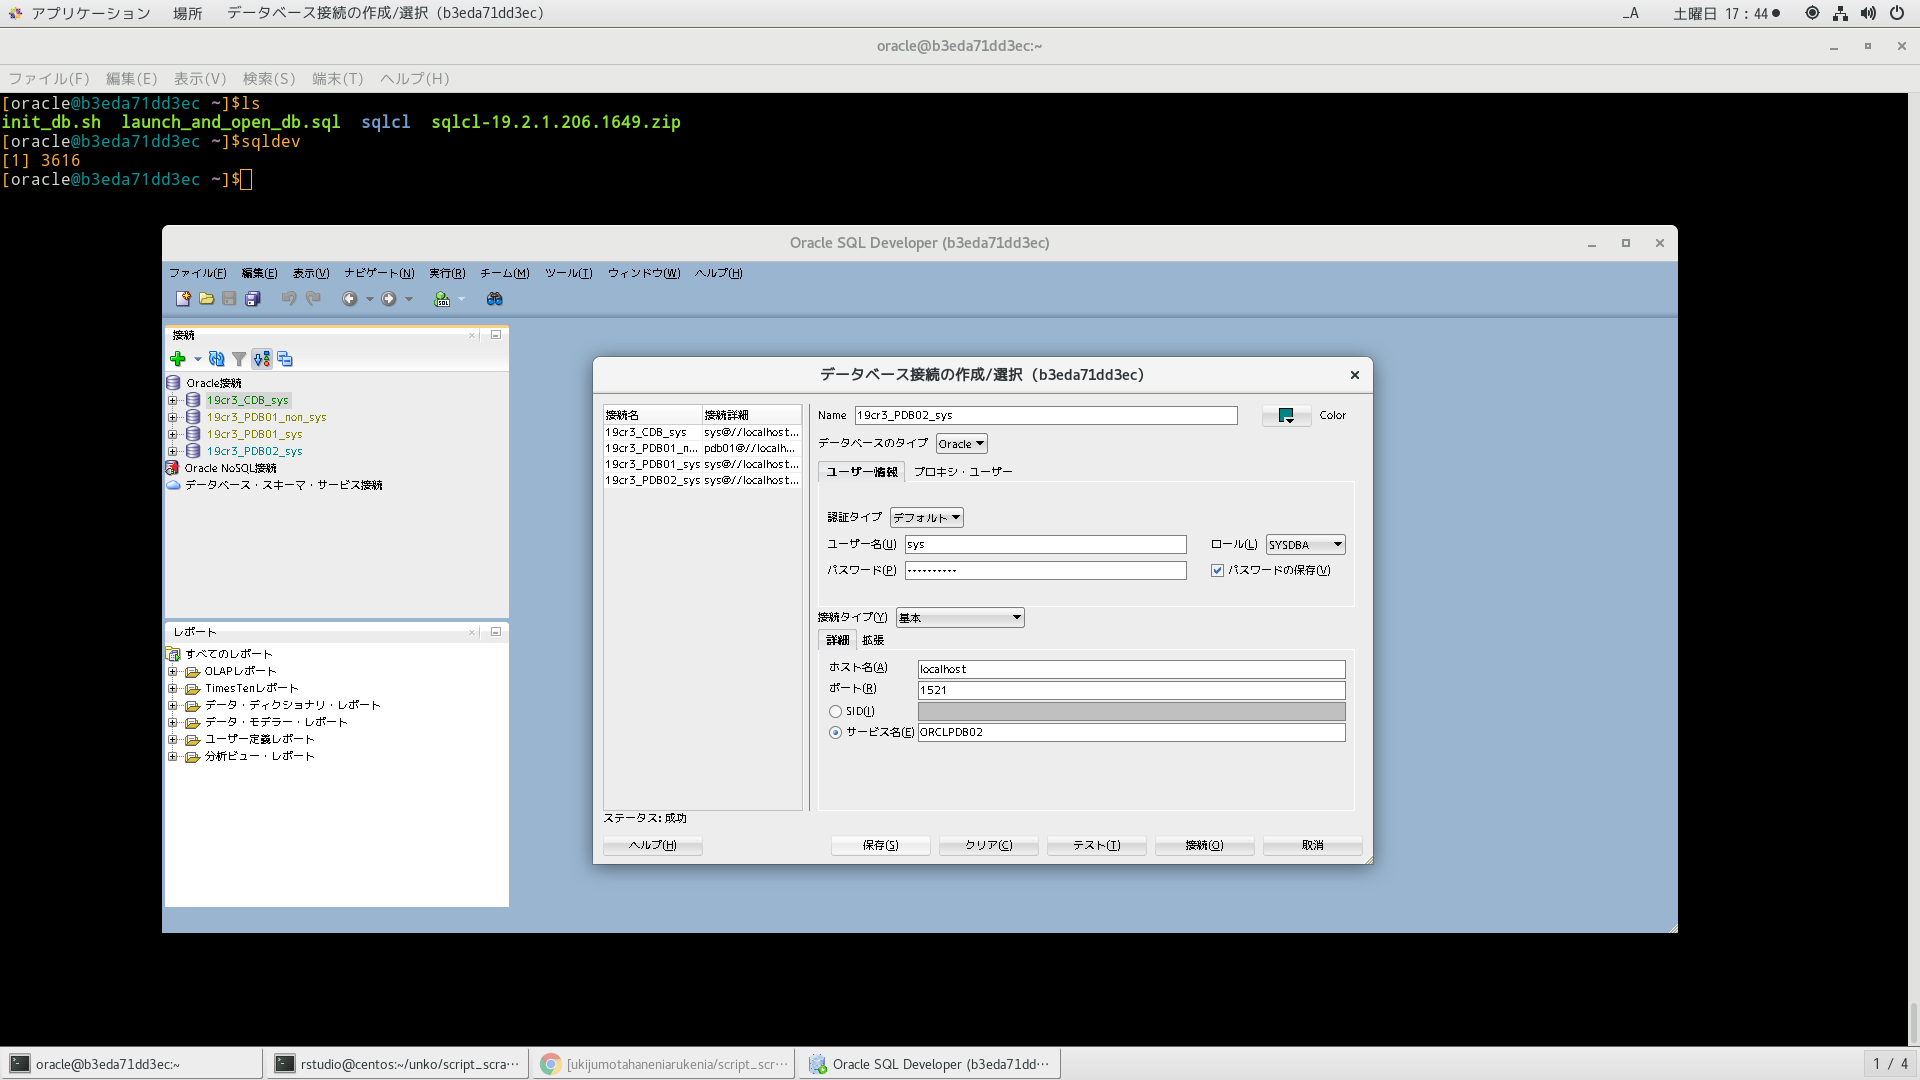 アプリケーション 場所 データベース接続の作成/選択 (b3eda71dd3ec) _A 土曜日 17 : 44
oracle@b3eda71dd3ec:~
ファイル(F) 編集(E) 表示(V) 検索(S) 端末(T) ヘルプ(H)
[oracle@b3eda71dd3ec ~]$ls
init_db.sh launch_and_open_db.sql sqlcl sqlcl-19.2.1.206.1649.zip
[oracle@b3eda71dd3ec ~]$sqldev
[1] 3616
[oracle@b3eda71dd3ec ~]$
Oracle SQL Developer (b3eda71dd3ec)
ファイル(F) 編集(E) 表示(V) ナビゲート(N) 実行(R) チーム(M) ツール(T) ウィンドウ(W) ヘルプ(H)
SQL
接続
Oracle接続
19cr3_CDB_sys
19cr3_PDB01_non_sys
19cr3_PDB01_sys
19cr3_PDB02_sys
Oracle NoSQL接続
データベース・スキーマ・サービス接続
レポート
すべてのレポート
OLAPレポート
TimesTenレポート
データ・ディクショナリ・レポート
データ・モデラー・レポート
ユーザー定義レポート
分析ビュー・レポート
データベース接続の作成/選択 (b3eda71dd3ec)
接続名 接続詳細
19cr3_CDB_sys sys@//localhost...
19cr3_PDB01_n... pdb01@//localh...
19cr3_PDB01_sys sys@//localhost...
19cr3_PDB02_sys sys@//localhost...
Name 19cr3_PDB02_sys Color
データベースのタイプ Oracle
ユーザー情報 プロキシ・ユーザー
認証タイプ デフォルト
ユーザー名(U) sys ロール(L) SYSDBA
パスワード(P) •••••••••• パスワードの保存(V)
接続タイプ(Y) 基本
詳細 拡張
ホスト名(A) localhost
ポート(R) 1521
SID(I)
サービス名(E) ORCLPDB02
ステータス: 成功
ヘルプ(H) 保存(S) クリア(C) テスト(T) 接続(O) 取消
oracle@b3eda71dd3ec:~ rstudio@centos:~/unko/script_scra… [ukijumotahaneniarukenia/script_scr… Oracle SQL Developer (b3eda71dd… 1 / 4